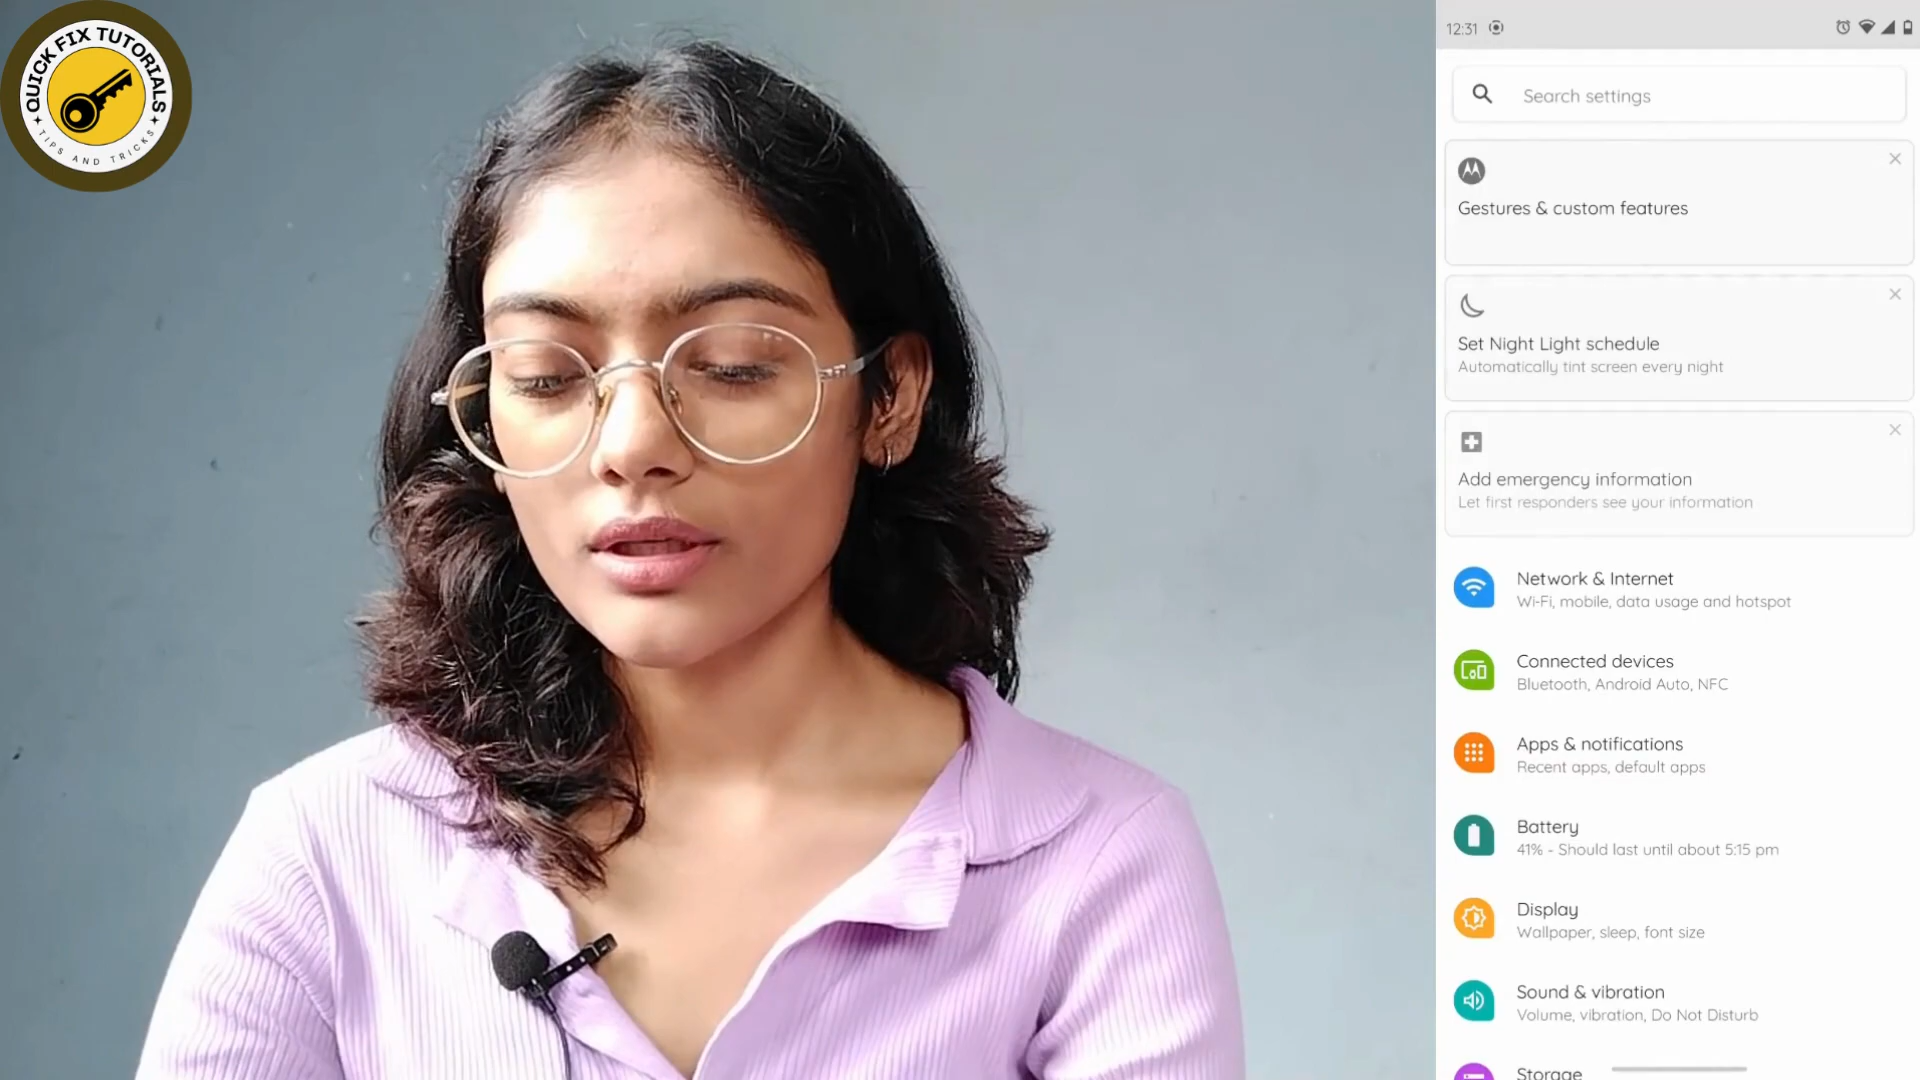 QUICK FIX TUTORIALS
TIPS AND TRICKS
12:31
Search settings
Gestures & custom features
Set Night Light schedule
Automatically tint screen every night
Add emergency information
Let first responders see your information
Network & Internet
Wi-Fi, mobile, data usage and hotspot
Connected devices
Bluetooth, Android Auto, NFC
Apps & notifications
Recent apps, default apps
Battery
41% - Should last until about 5:15 pm
Display
Wallpaper, sleep, font size
Sound & vibration
Volume, vibration, Do Not Disturb
Storage